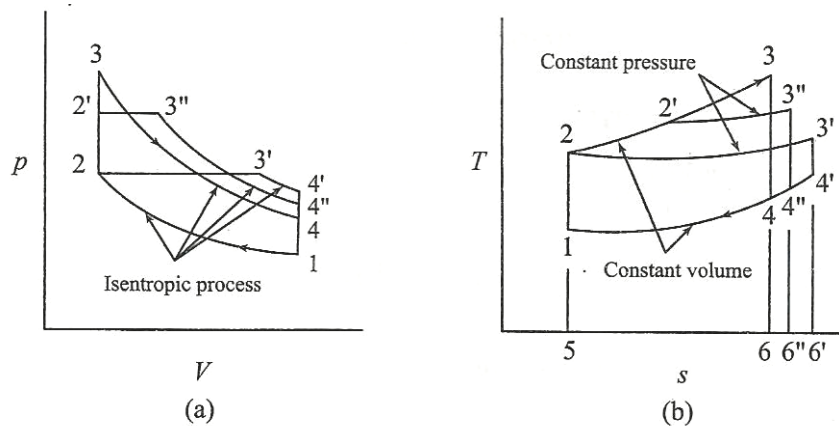 3
2'
3"
p
2
3'
4'
4"
4
1
Isentropic process
V
(a)
Constant pressure
3
2'
3"
2
3'
T
4'
4
4"
1
Constant volume
5
6
6"
6'
s
(b)